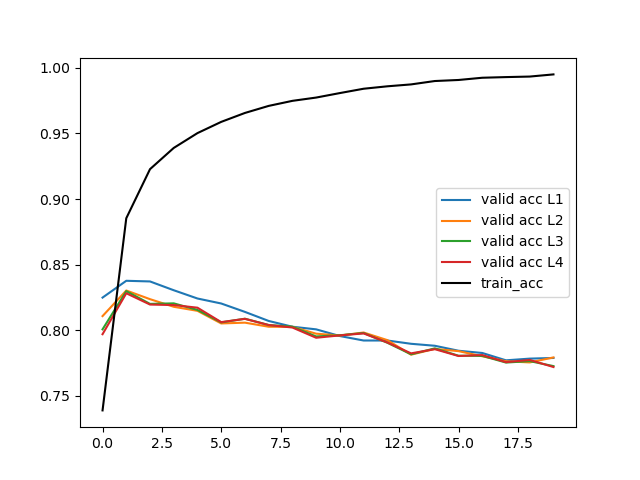 1.00
0.95
0.90
0.85
0.80
0.75
valid acc L1
valid acc L2
valid acc L3
valid acc L4
train_acc
0.0 2.5 5.0 7.5 10.0 12.5 15.0 17.5